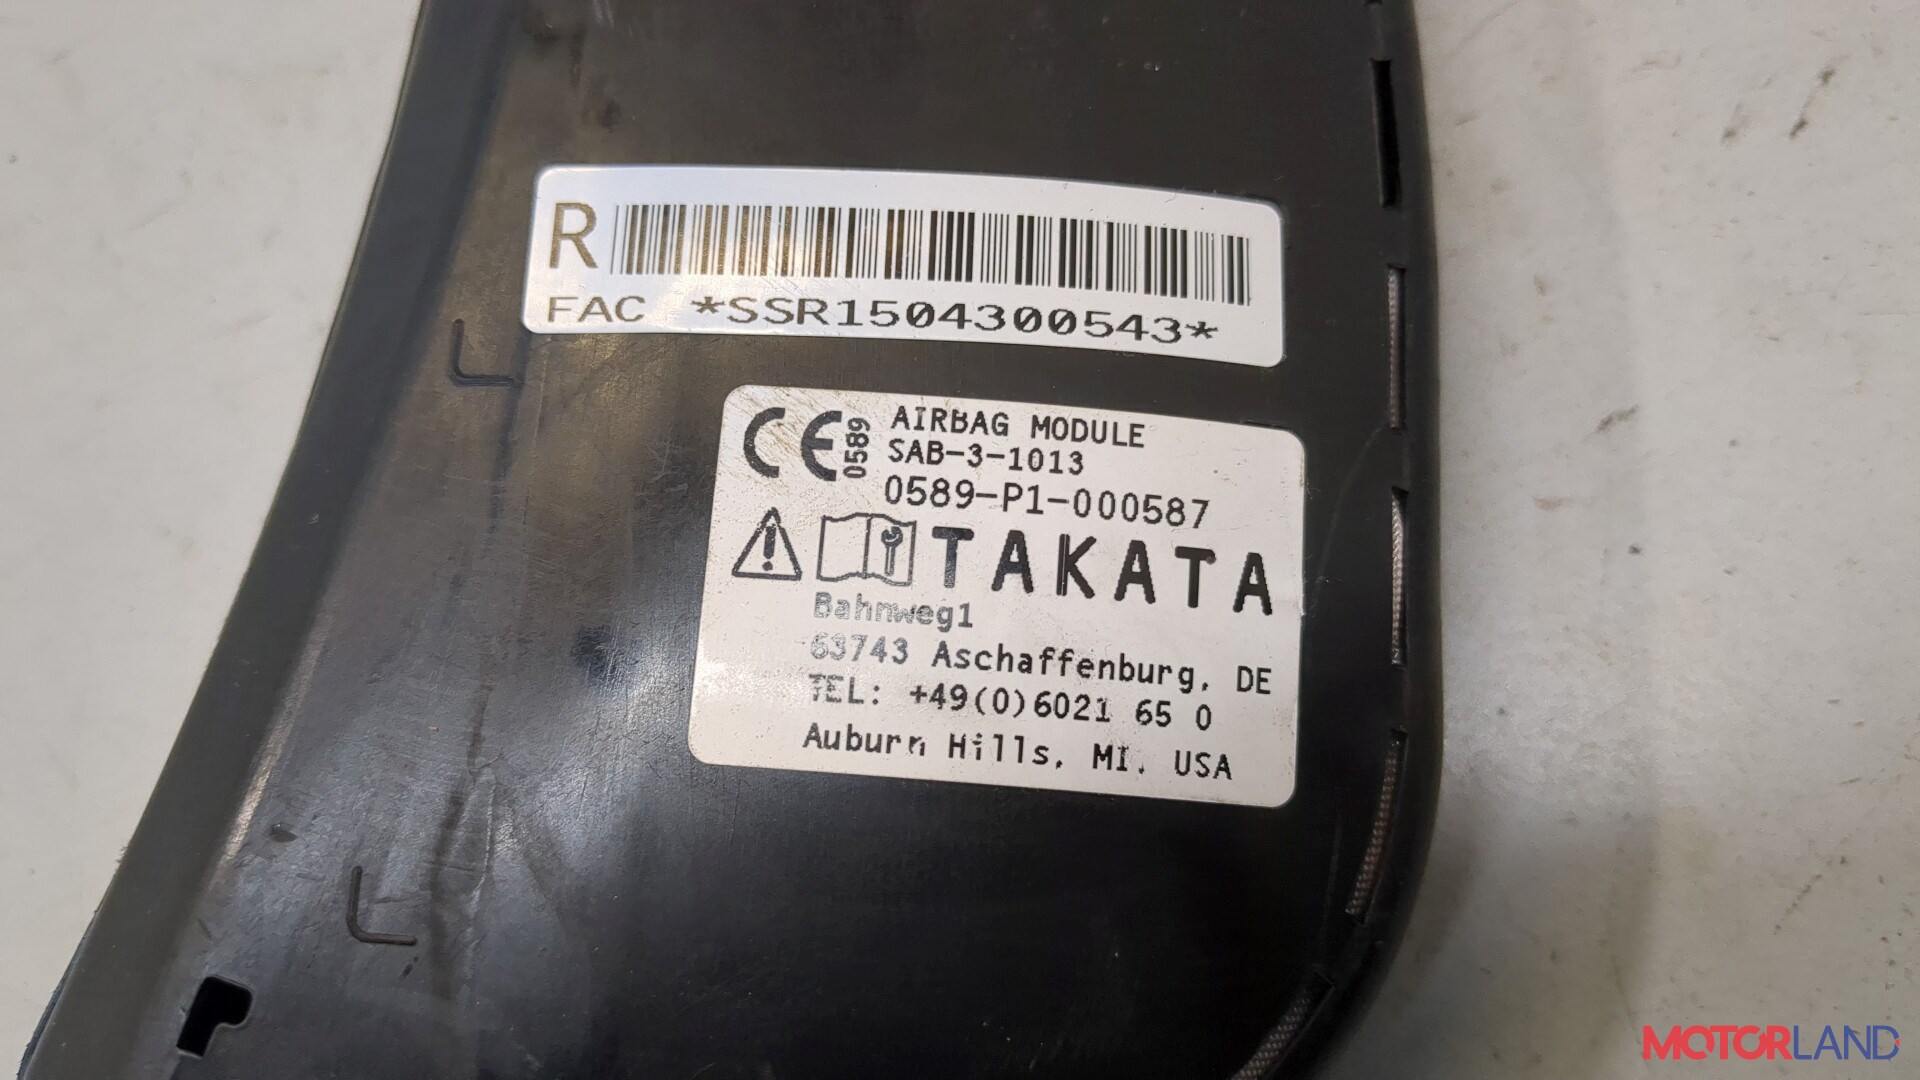 R
FAC *SSR1504300543*
CE 0589
AIRBAG MODULE
SAB-3-1013
0589-P1-000587
TAKATA
Bahnweg1
63743 Aschaffenburg, DE
TEL: +49(0)6021 65 0
Auburn Hills, MI, USA
MOTORLAND